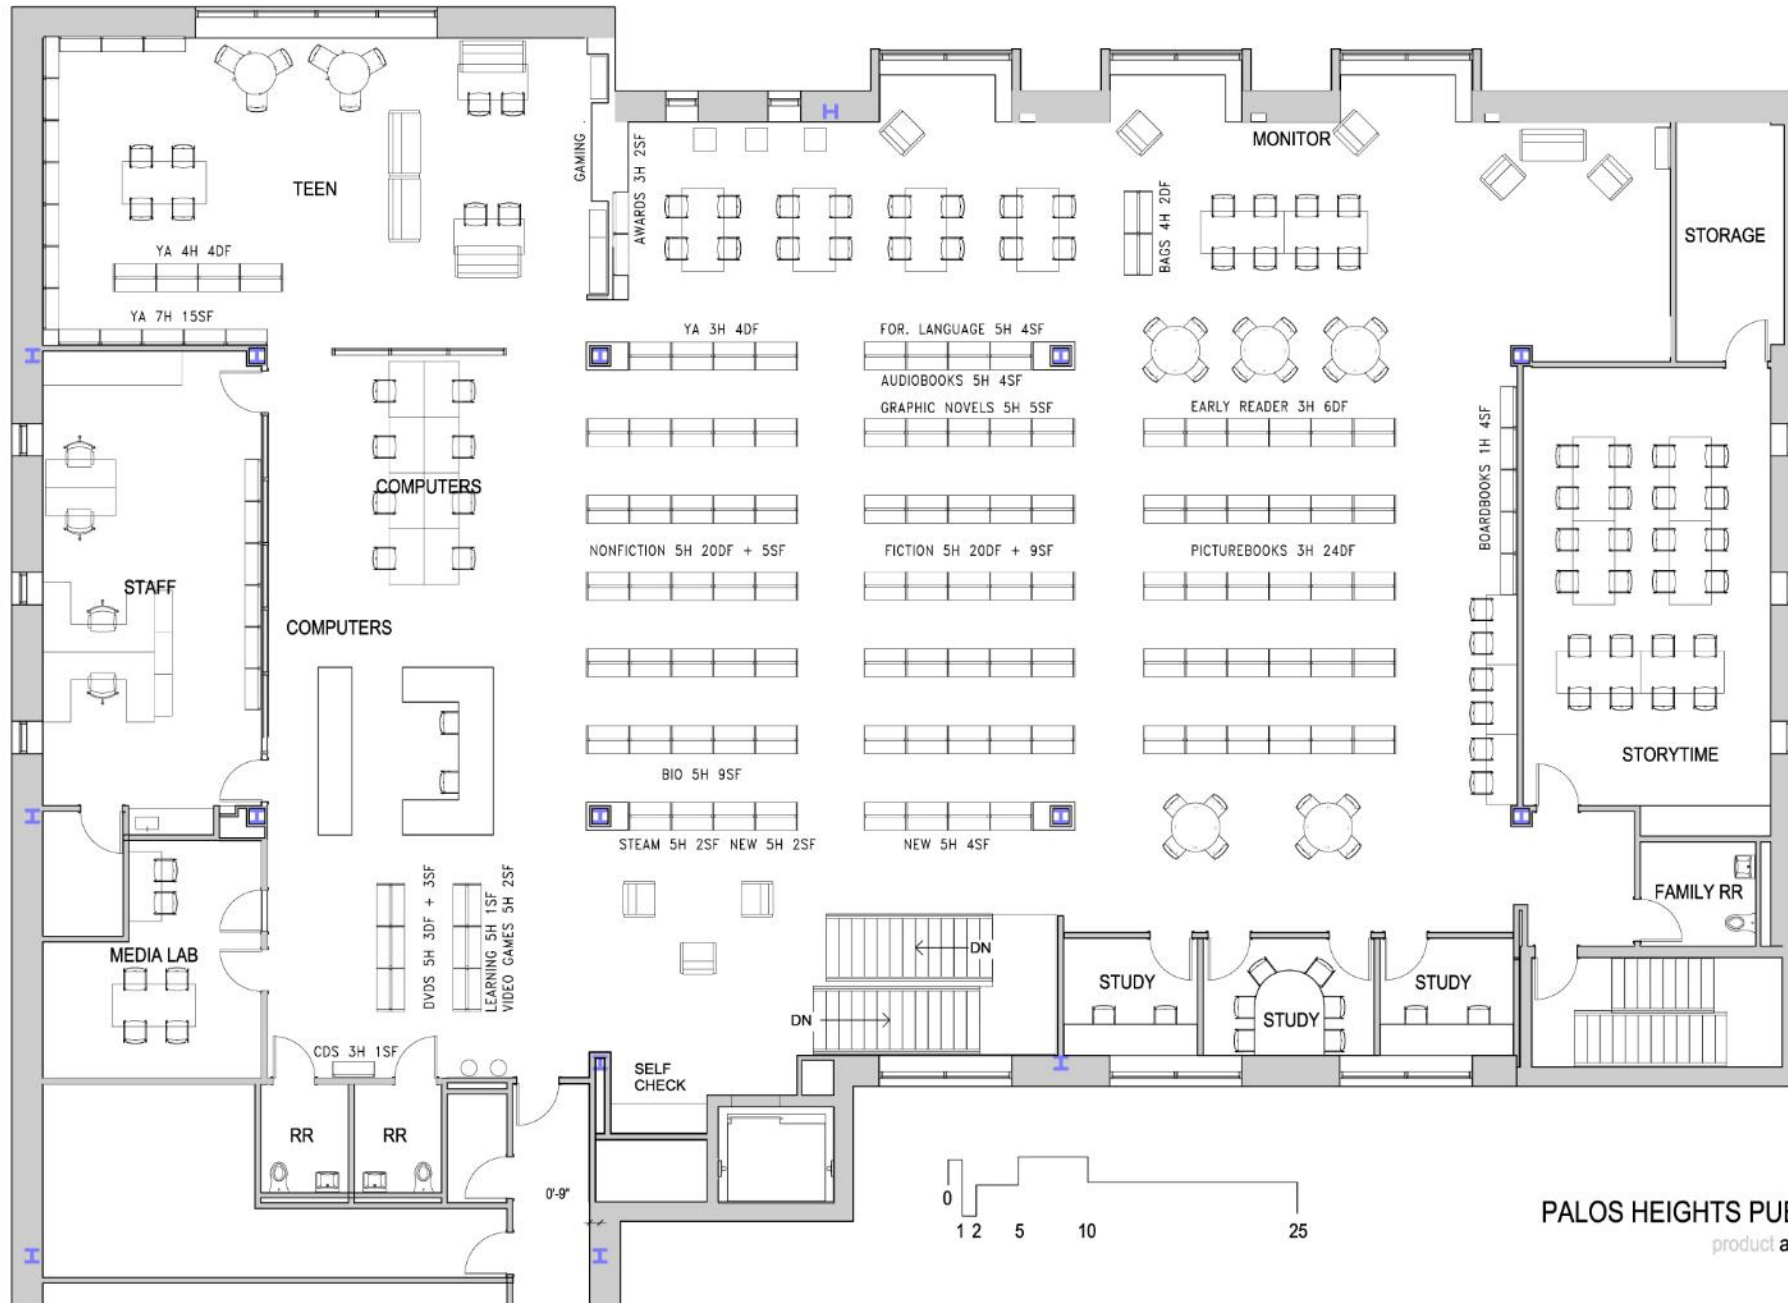 MONITOR
GAMING
AWARDS 3H 2SF
TEEN
BAGS 4H 2DF
STORAGE
YA 4H 4DF
YA 7H 15SF
YA 3H 4DF
FOR. LANGUAGE 5H 4SF
AUDIOBOOKS 5H 4SF
GRAPHIC NOVELS 5H 5SF
EARLY READER 3H 6DF
BOARDBOOKS 1H 4SF
COMPUTERS
NONFICTION 5H 20DF + 5SF
FICTION 5H 20DF + 9SF
PICTUREBOOKS 3H 24DF
STAFF
COMPUTERS
STORYTIME
BIO 5H 9SF
STEAM 5H 2SF NEW 5H 2SF
NEW 5H 4SF
DVDS 5H 3DF + 3SF
LEARNING 5H 1SF
VIDEO GAMES 5H 2SF
FAMILY RR
MEDIA LAB
DN
STUDY
STUDY
STUDY
DN
CDS 3H 1SF
SELF
CHECK
RR
RR
0'-9"
0
1 2 5 10 25
PALOS HEIGHTS PUB
product a